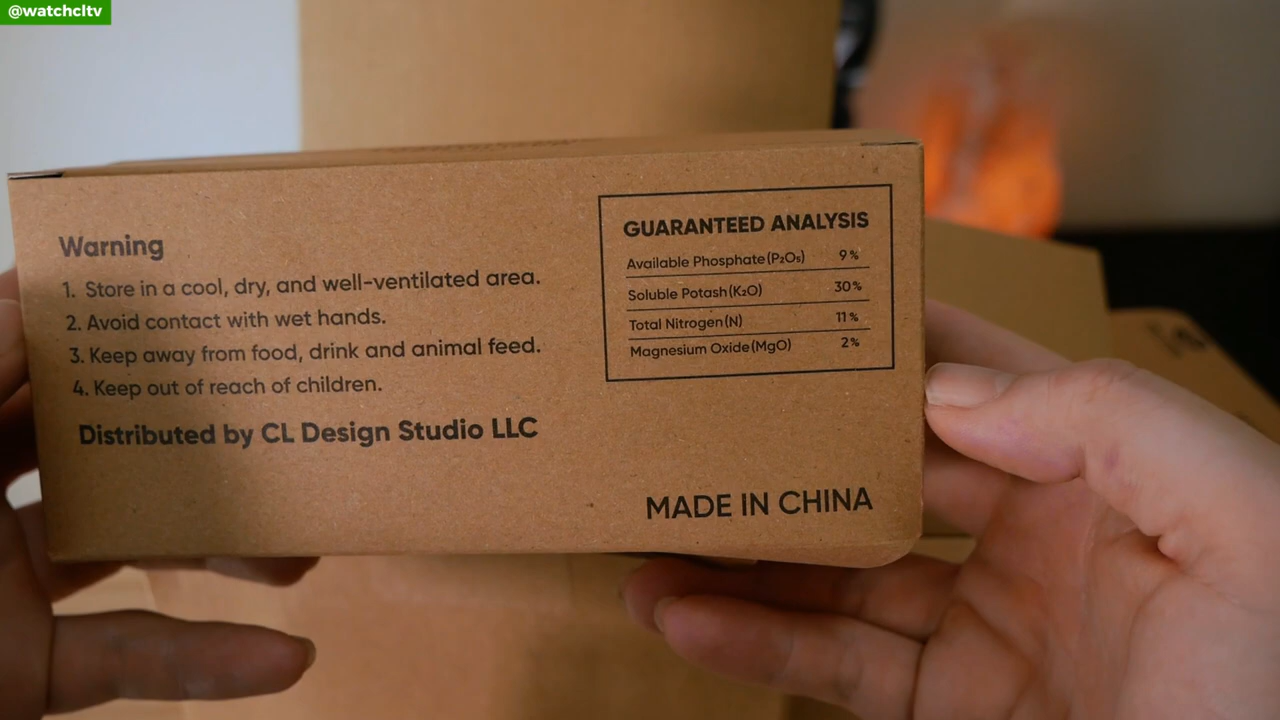 @watchcltv
Warning
1. Store in a cool, dry, and well-ventilated area.
2. Avoid contact with wet hands.
3. Keep away from food, drink and animal feed.
4. Keep out of reach of children.
Distributed by CL Design Studio LLC
GUARANTEED ANALYSIS
Available Phosphate(P₂O₅) 9%
Soluble Potash(K₂O) 30%
Total Nitrogen(N) 11%
Magnesium Oxide(MgO) 2%
MADE IN CHINA